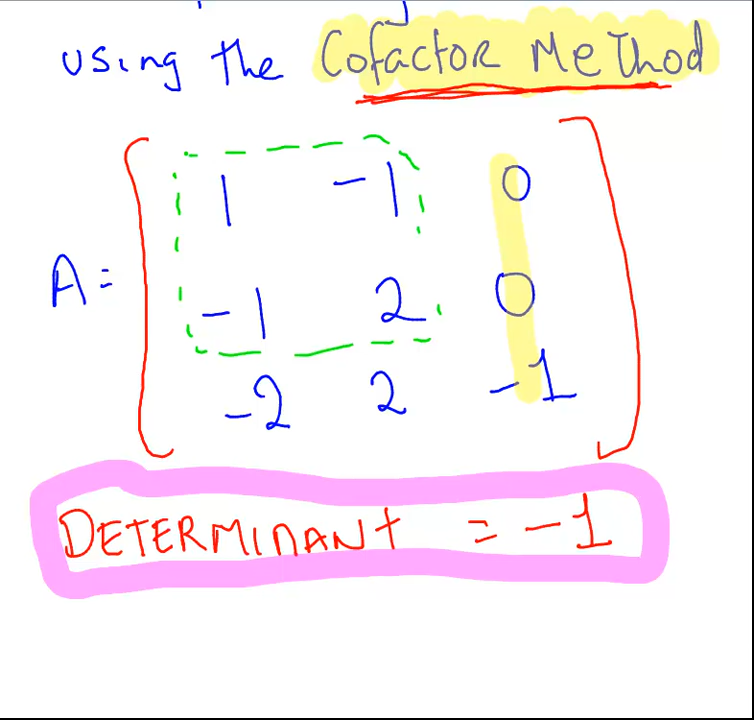 using the Cofactor Method
1 -1 0
A= -1 2 0
-2 2 -1
DETERMINANT = -1